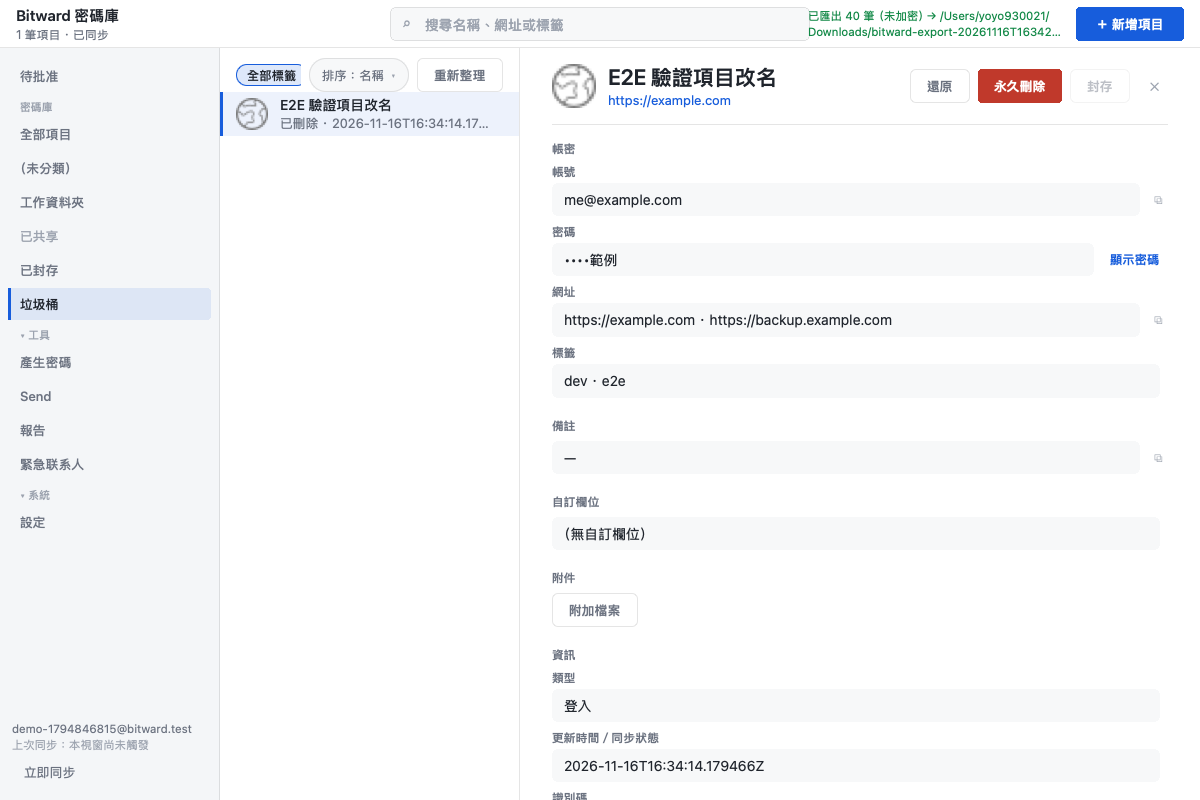 Bitward 密碼庫
1 筆項目 · 已同步
搜尋名稱、網址或標籤
已匯出 40 筆 (未加密) → /Users/yoyo930021/
Downloads/bitward-export-20261116T16342…
+ 新增項目
待批准
密碼庫
全部項目
(未分類)
工作資料夾
已共享
已封存
垃圾桶
工具
產生密碼
Send
報告
緊急联系人
系統
設定
demo-1794846815@bitward.test
上次同步：本視窗尚未觸發
立即同步
全部標籤
排序：名稱
重新整理
E2E 驗證項目改名
已刪除 · 2026-11-16T16:34:14.17…
E2E 驗證項目改名
https://example.com
還原
永久刪除
封存
帳密
帳號
me@example.com
密碼
••••範例
顯示密碼
網址
https://example.com · https://backup.example.com
標籤
dev · e2e
備註
—
自訂欄位
(無自訂欄位)
附件
附加檔案
資訊
類型
登入
更新時間 / 同步狀態
2026-11-16T16:34:14.179466Z
識別碼